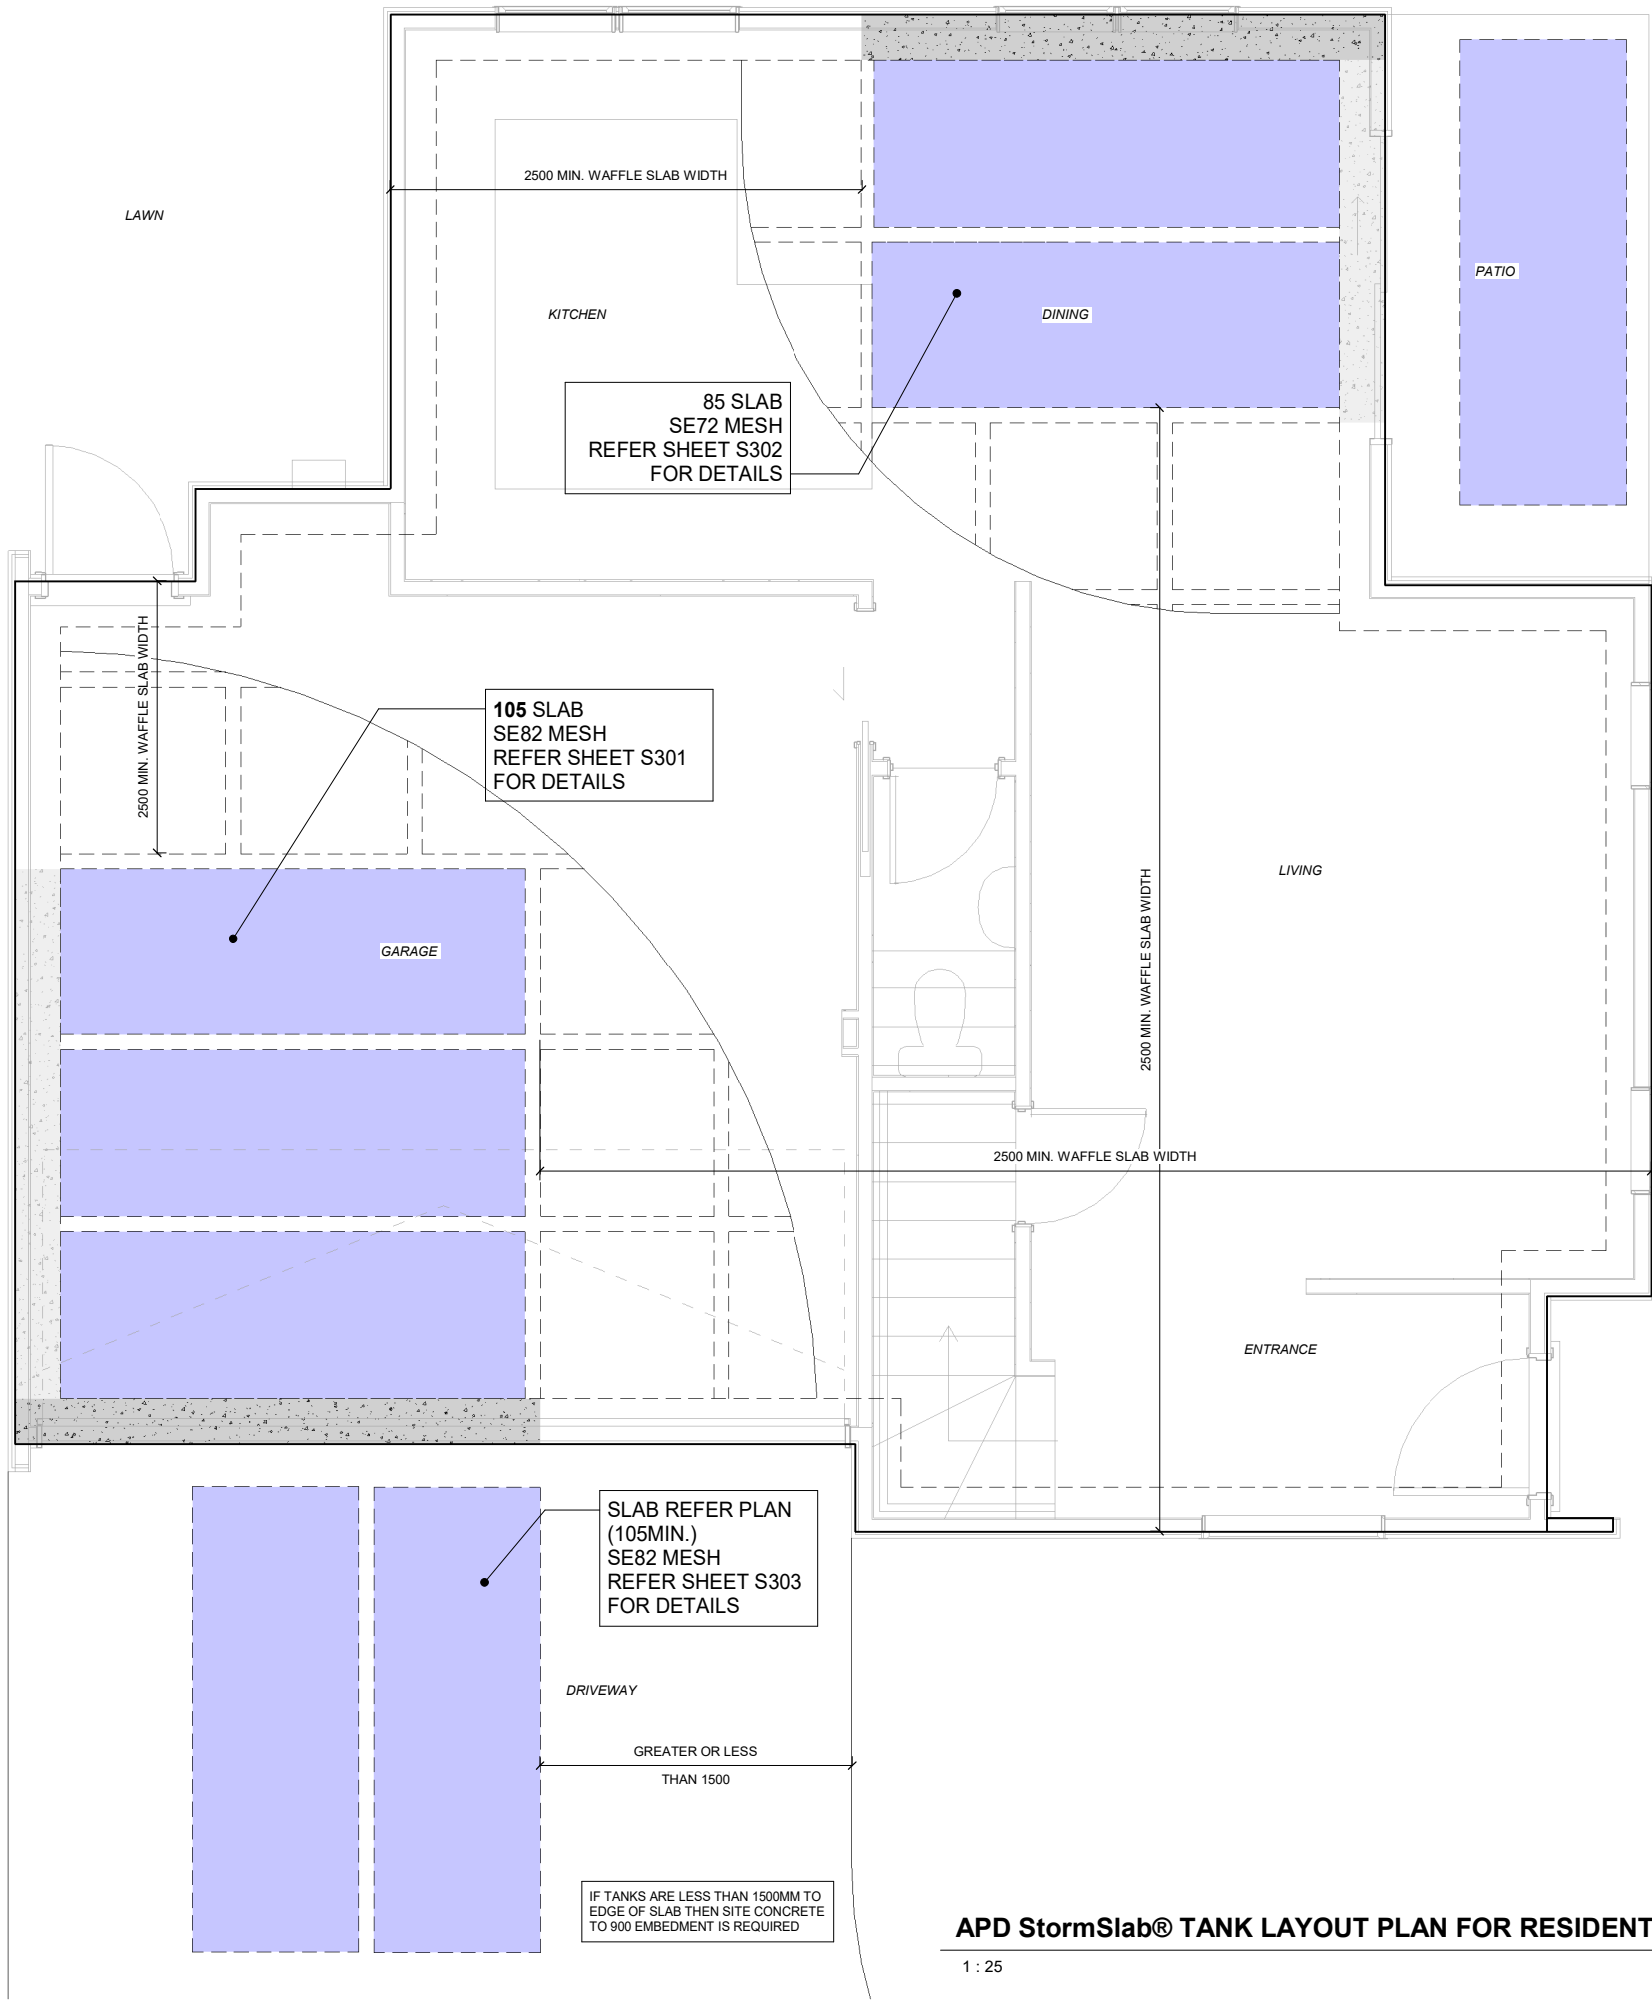 2500 MIN. WAFFLE SLAB WIDTH
LAWN
PATIO
KITCHEN
DINING
85 SLAB
SE72 MESH
REFER SHEET S302
FOR DETAILS
2500 MIN. WAFFLE SLAB WIDTH
105 SLAB
SE82 MESH
REFER SHEET S301
FOR DETAILS
LIVING
GARAGE
2500 MIN. WAFFLE SLAB WIDTH
2500 MIN. WAFFLE SLAB WIDTH
ENTRANCE
SLAB REFER PLAN
(105MIN.)
SE82 MESH
REFER SHEET S303
FOR DETAILS
DRIVEWAY
GREATER OR LESS
THAN 1500
IF TANKS ARE LESS THAN 1500MM TO
EDGE OF SLAB THEN SITE CONCRETE
TO 900 EMBEDMENT IS REQUIRED
APD StormSlab® TANK LAYOUT PLAN FOR RESIDENT
1 : 25